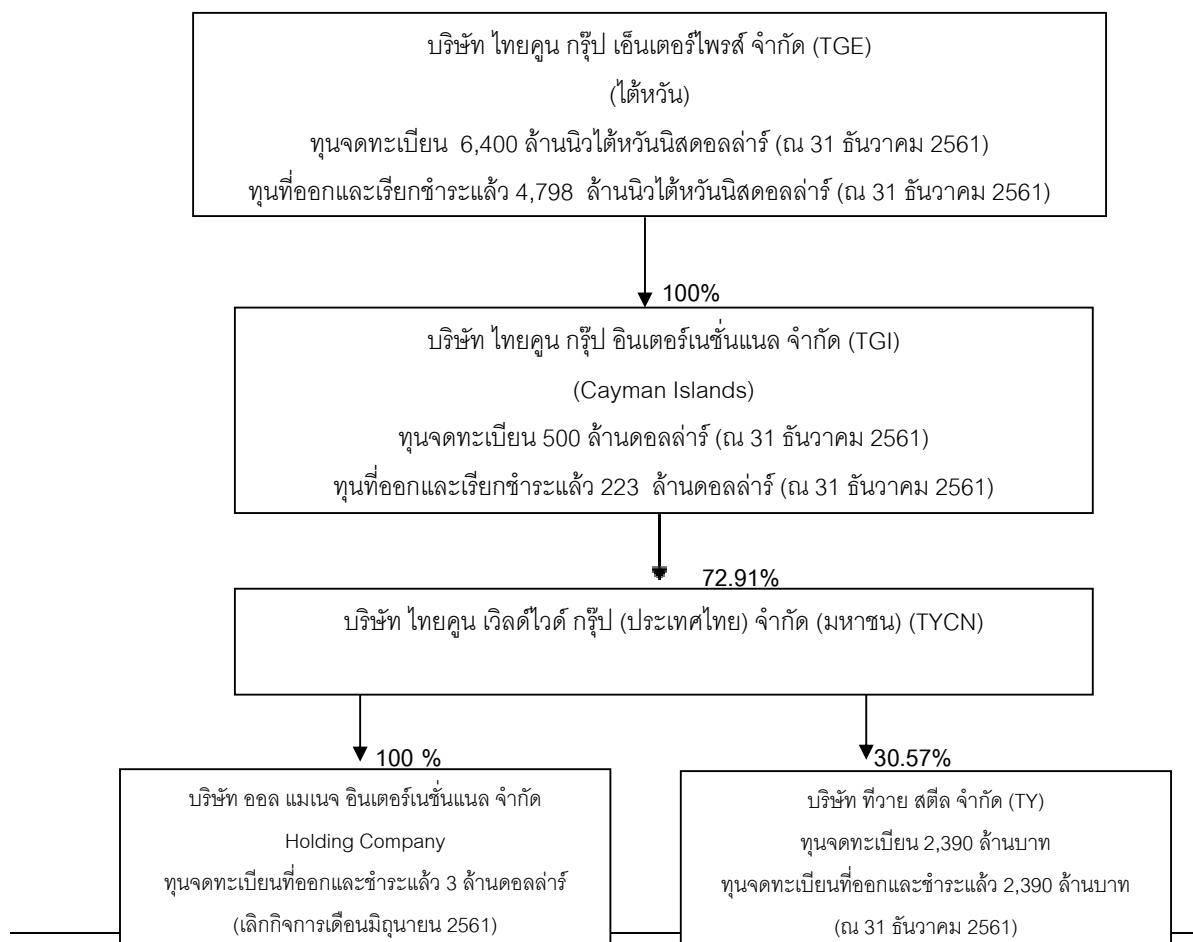 บริษัท ไทยคูน กรุ๊ป เอ็นเตอร์ไพรส์ จำกัด (TGE)
(ไต้หวัน)
ทุนจดทะเบียน 6,400 ล้านนิวไต้หวันนิสดอลล่าร์ (ณ 31 ธันวาคม 2561)
ทุนที่ออกและเรียกชำระแล้ว 4,798 ล้านนิวไต้หวันนิสดอลล่าร์ (ณ 31 ธันวาคม 2561)
100%
บริษัท ไทยคูน กรุ๊ป อินเตอร์เนชั่นแนล จำกัด (TGI)
(Cayman Islands)
ทุนจดทะเบียน 500 ล้านดอลล่าร์ (ณ 31 ธันวาคม 2561)
ทุนที่ออกและเรียกชำระแล้ว 223 ล้านดอลล่าร์ (ณ 31 ธันวาคม 2561)
72.91%
บริษัท ไทยคูน เวิลด์ไวด์ กรุ๊ป (ประเทศไทย) จำกัด (มหาชน) (TYCN)
100 %
บริษัท ออล แมเนจ อินเตอร์เนชั่นแนล จำกัด
Holding Company
ทุนจดทะเบียนที่ออกและชำระแล้ว 3 ล้านดอลล่าร์
(เลิกกิจการเดือนมิถุนายน 2561)
30.57%
บริษัท ทีวาย สตีล จำกัด (TY)
ทุนจดทะเบียน 2,390 ล้านบาท
ทุนจดทะเบียนที่ออกและชำระแล้ว 2,390 ล้านบาท
(ณ 31 ธันวาคม 2561)